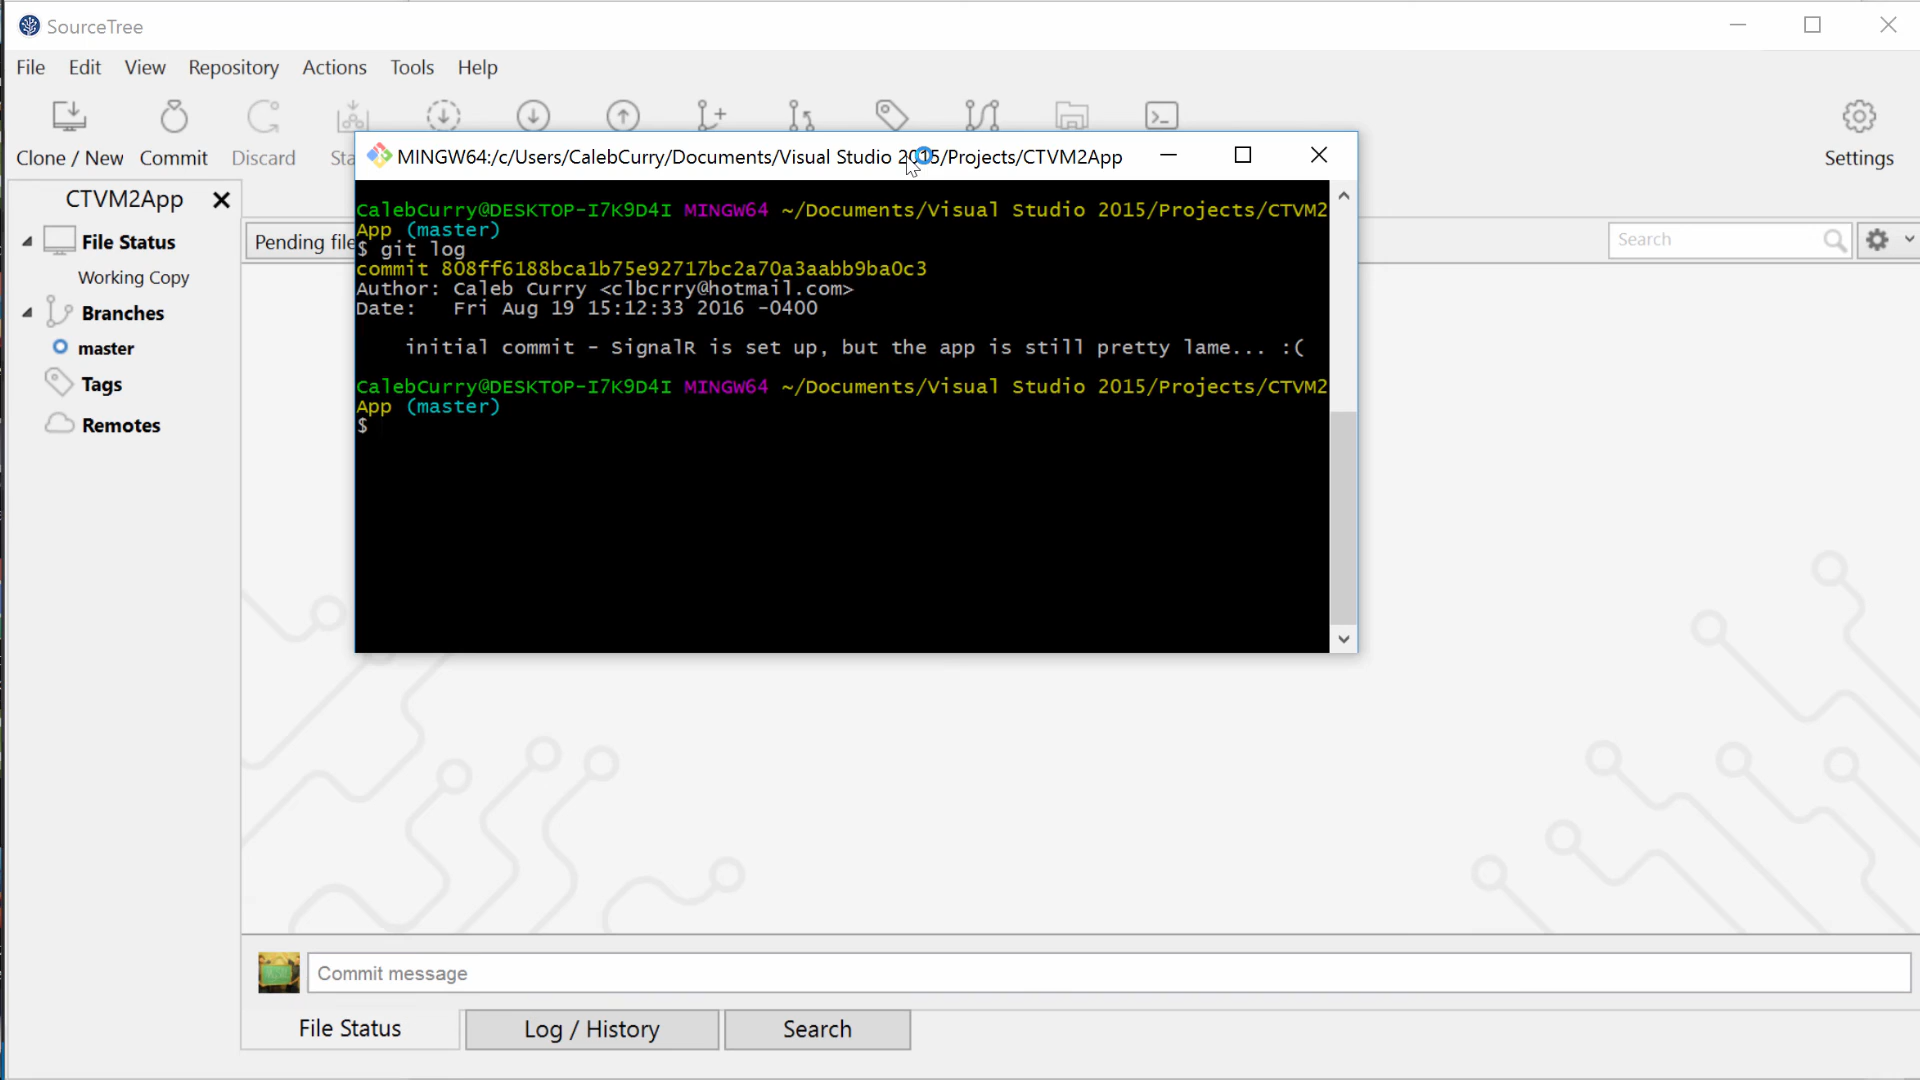 SourceTree
File Edit View Repository Actions Tools Help
Clone / New Commit Discard Sta Settings
MINGW64:/c/Users/CalebCurry/Documents/Visual Studio 2015/Projects/CTVM2App
CTVM2App
File Status
Working Copy
Branches
master
Tags
Remotes
Pending file
Search
CalebCurry@DESKTOP-I7K9D4I MINGW64 ~/Documents/Visual Studio 2015/Projects/CTVM2
App (master)
$ git log
commit 808ff6188bca1b75e92717bc2a70a3aabb9ba0c3
Author: Caleb Curry <clbcrry@hotmail.com>
Date:   Fri Aug 19 15:12:33 2016 -0400
initial commit - SignalR is set up, but the app is still pretty lame... :(
CalebCurry@DESKTOP-I7K9D4I MINGW64 ~/Documents/Visual Studio 2015/Projects/CTVM2
App (master)
$
Commit message
File Status Log / History Search